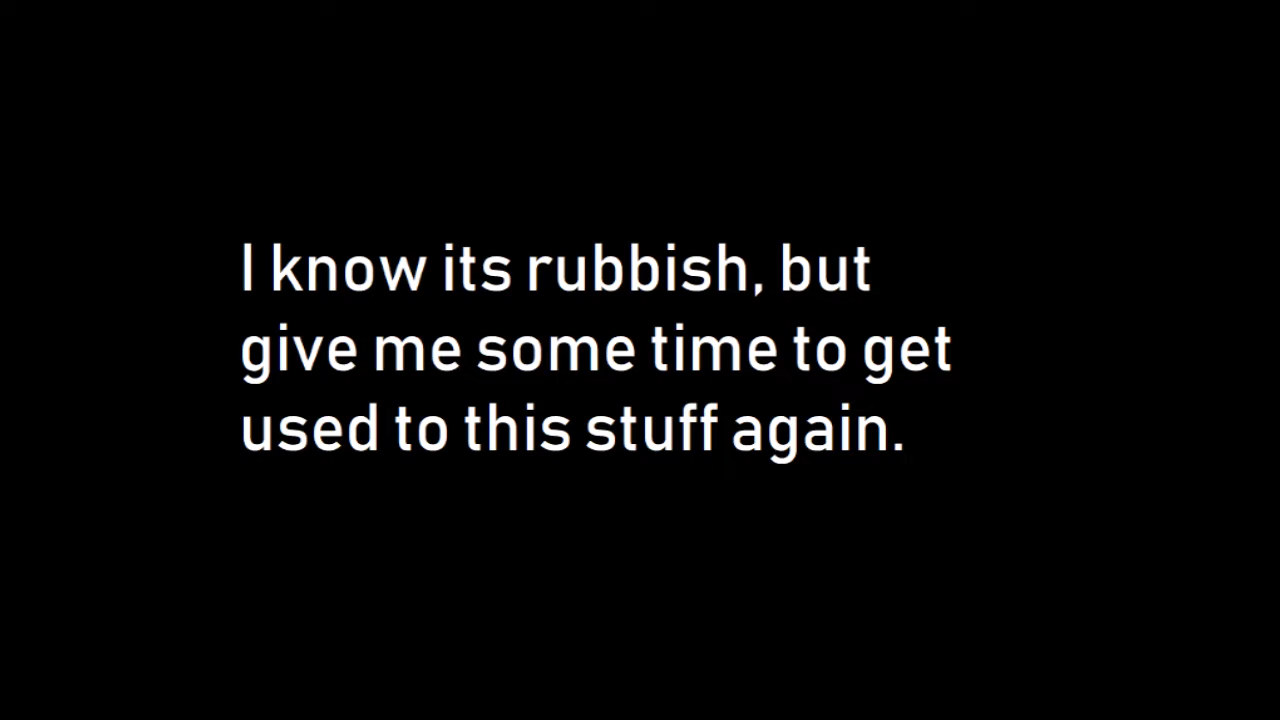 I know its rubbish, but
give me some time to get
used to this stuff again.